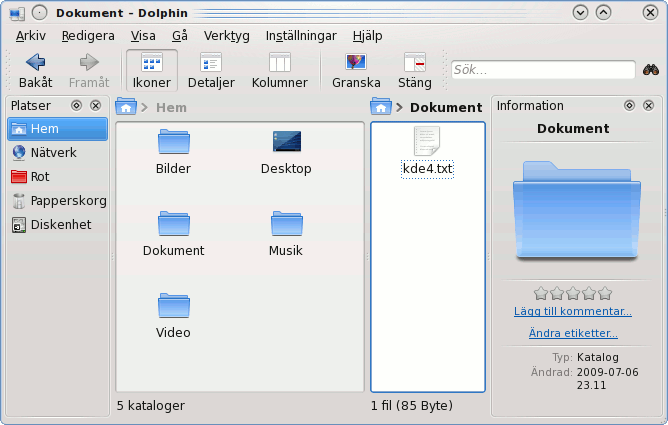 Dokument – Dolphin
Arkiv Redigera Visa Gå Verktyg Inställningar Hjälp
Bakåt Framåt Ikoner Detaljer Kolumner Granska Stäng Sök...
Platser
Hem
Nätverk
Rot
Papperskorg
Diskenhet
Hem
Bilder Desktop
Dokument Musik
Video
5 kataloger
Dokument
kde4.txt
1 fil (85 Byte)
Information
Dokument
Lägg till kommentar...
Ändra etiketter...
Typ: Katalog
Ändrad: 2009-07-06
23.11